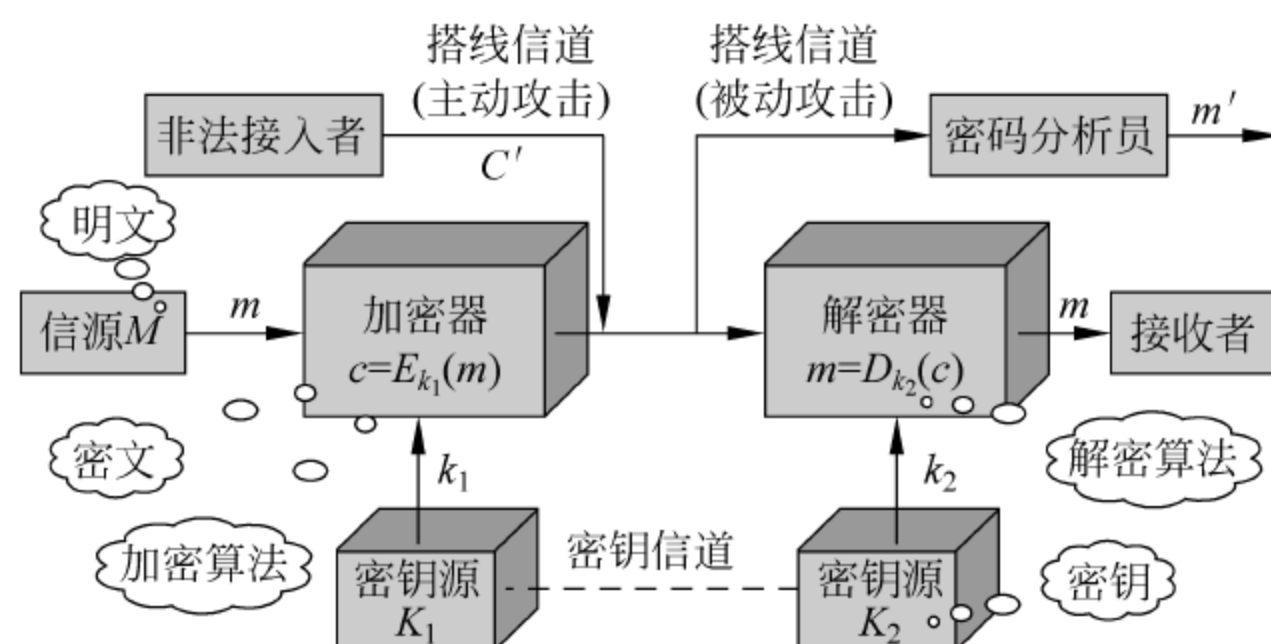 搭线信道
(主动攻击)
搭线信道
(被动攻击)
非法接入者
C′
密码分析员
m′
明文
信源M
m
加密器
c=Ek₁(m)
解密器
m=Dk₂(c)
m
接收者
密文
k₁
k₂
解密算法
加密算法
密钥源
K₁
密钥信道
密钥源
K₂
密钥